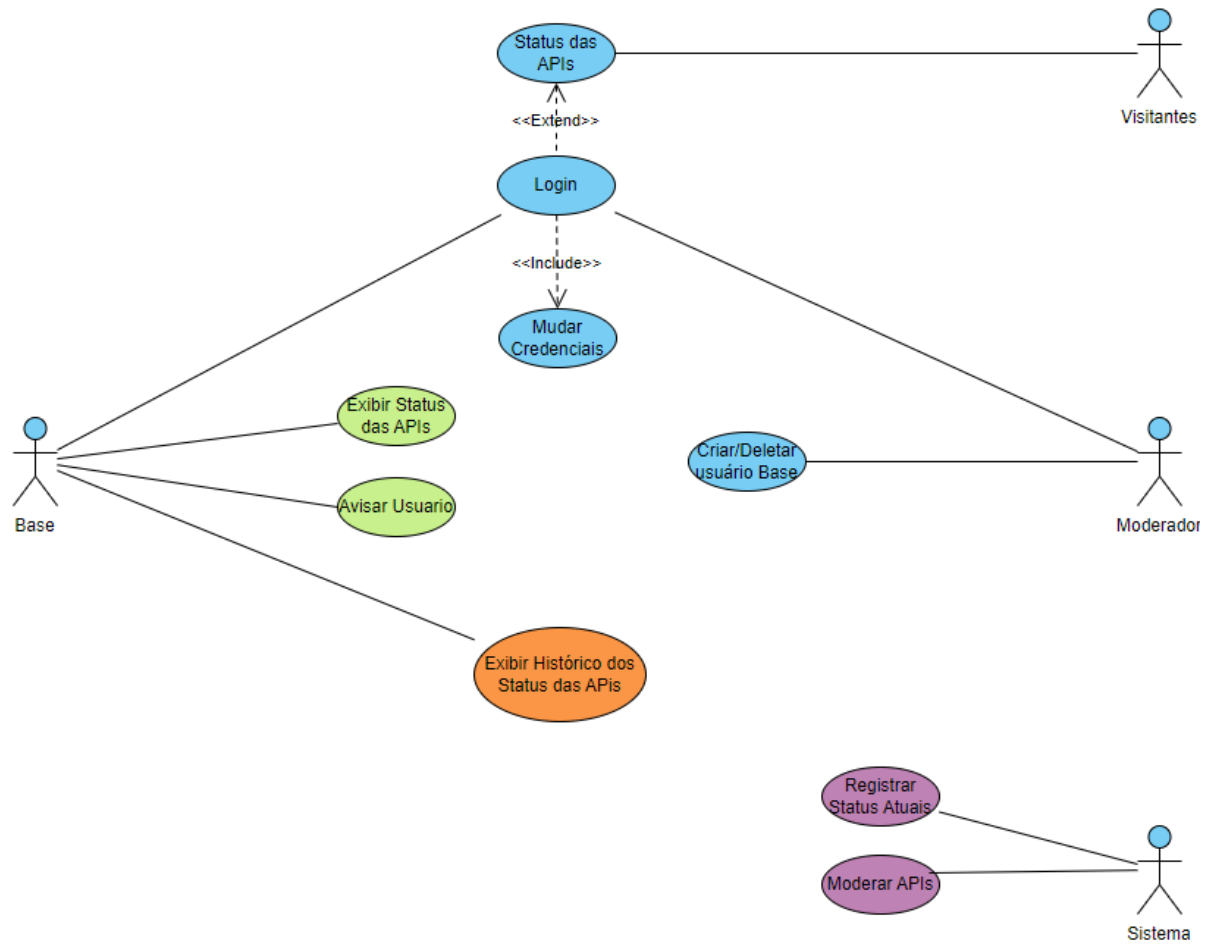 Status das
APIs
Visitantes
<<Extend>>
Login
<<Include>>
Mudar
Credenciais
Exibir Status
das APIs
Criar/Deletar
usuário Base
Avisar Usuario
Base
Moderador
Exibir Histórico dos
Status das APis
Registrar
Status Atuais
Moderar APIs
Sistema